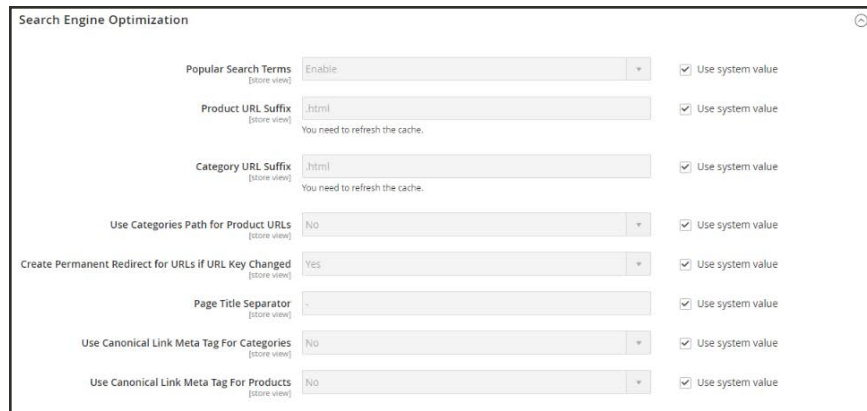 Search Engine Optimization
Popular Search Terms Enable Use system value
[store view]
Product URL Suffix .html Use system value
[store view]
You need to refresh the cache.
Category URL Suffix .html Use system value
[store view]
You need to refresh the cache.
Use Categories Path for Product URLs No Use system value
[store view]
Create Permanent Redirect for URLs if URL Key Changed Yes Use system value
[store view]
Page Title Separator - Use system value
[store view]
Use Canonical Link Meta Tag For Categories No Use system value
[store view]
Use Canonical Link Meta Tag For Products No Use system value
[store view]